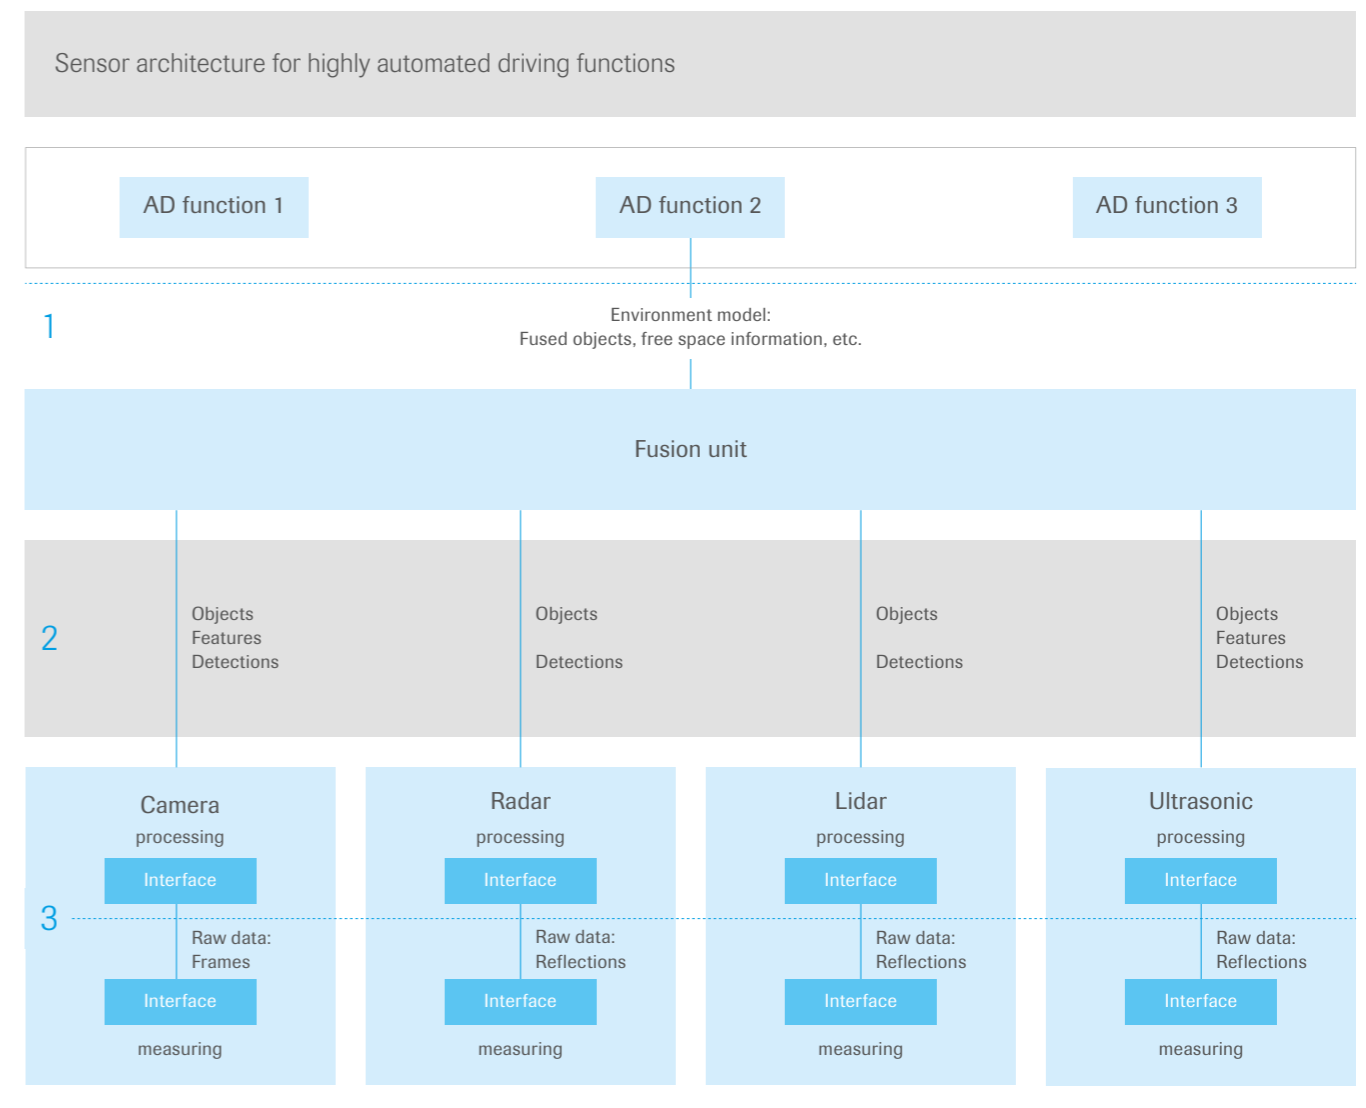 Sensor architecture for highly automated driving functions
AD function 1
AD function 2
AD function 3
1
Environment model:
Fused objects, free space information, etc.
Fusion unit
2
Objects
Features
Detections
Objects
Detections
Objects
Detections
Objects
Features
Detections
3
Camera
processing
Interface
Raw data:
Frames
Interface
measuring
Radar
processing
Interface
Raw data:
Reflections
Interface
measuring
Lidar
processing
Interface
Raw data:
Reflections
Interface
measuring
Ultrasonic
processing
Interface
Raw data:
Reflections
Interface
measuring